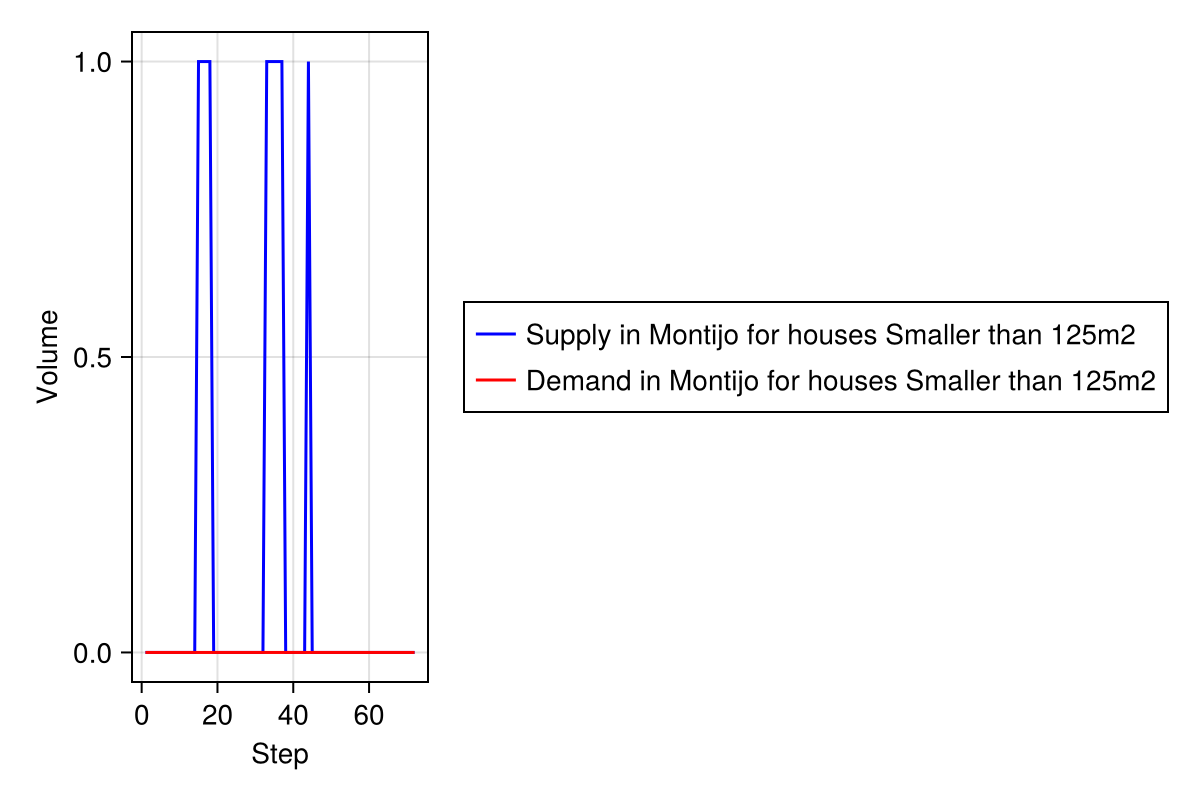 1.0
0.5
0.0
Volume
0 20 40 60
Step
Supply in Montijo for houses Smaller than 125m2
Demand in Montijo for houses Smaller than 125m2